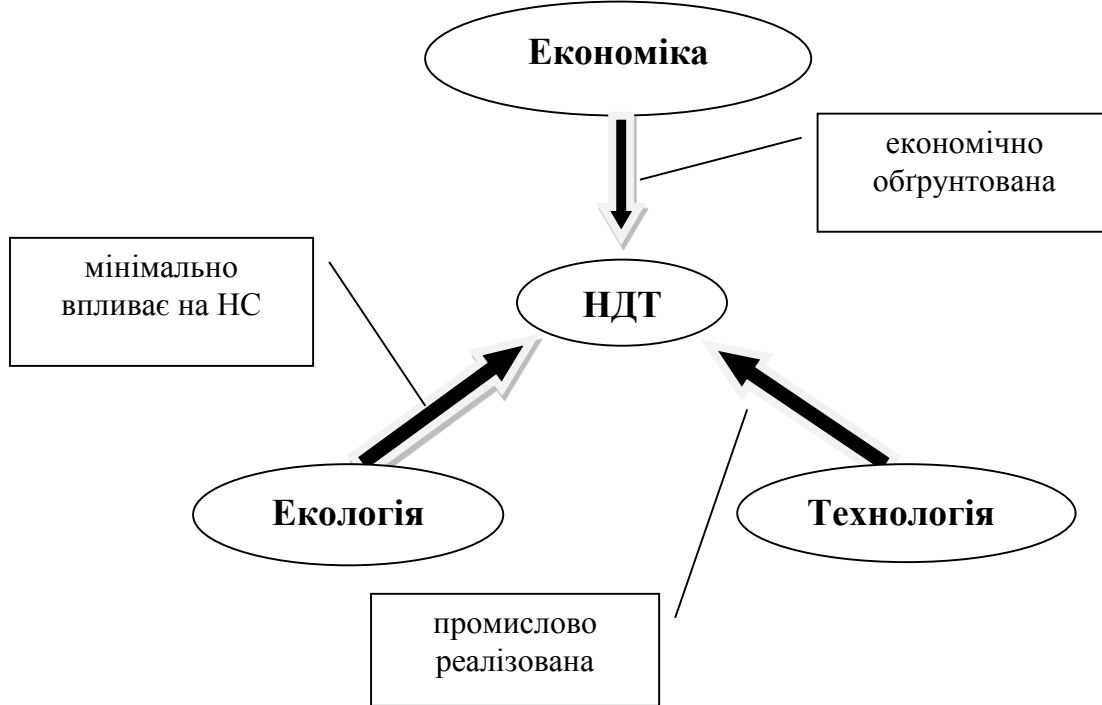 Економіка
економічно
обґрунтована
мінімально
впливає на НС
НДТ
Екологія
Технологія
промислово
реалізована